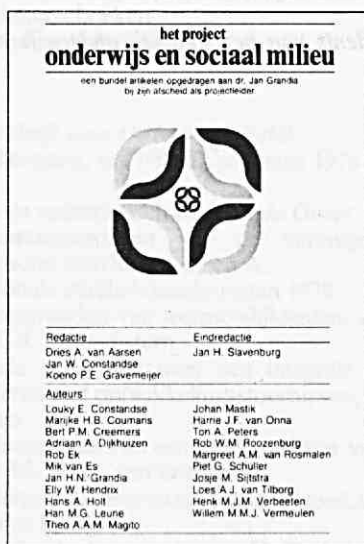 het project
onderwijs en sociaal milieu
een bundel artikelen opgedragen aan dr. Jan Grandia
bij zijn afscheid als projectleider
Redactie
Dries A. van Aarsen
Jan W. Constandse
Koeno P.E. Gravemeijer
Eindredactie
Jan H. Slavenburg
Auteurs:
Louky E. Constandse
Marijke H.B. Coumans
Bert P.M. Creemers
Adriaan A. Dijkhuizen
Rob Ek
Mik van Es
Jan H.N. Grandia
Elly W. Hendrix
Hans A. Holt
Han M.G. Leune
Theo A.A.M. Magito
Johan Mastik
Harrie J.F. van Onna
Ton A. Peters
Rob W.M. Roozenburg
Margreet A.M. van Rosmalen
Piet G. Schuller
Josje M. Sijtstra
Loes A.J. van Tilborg
Henk M.J.M. Verbeeten
Willem M.M.J. Vermeulen